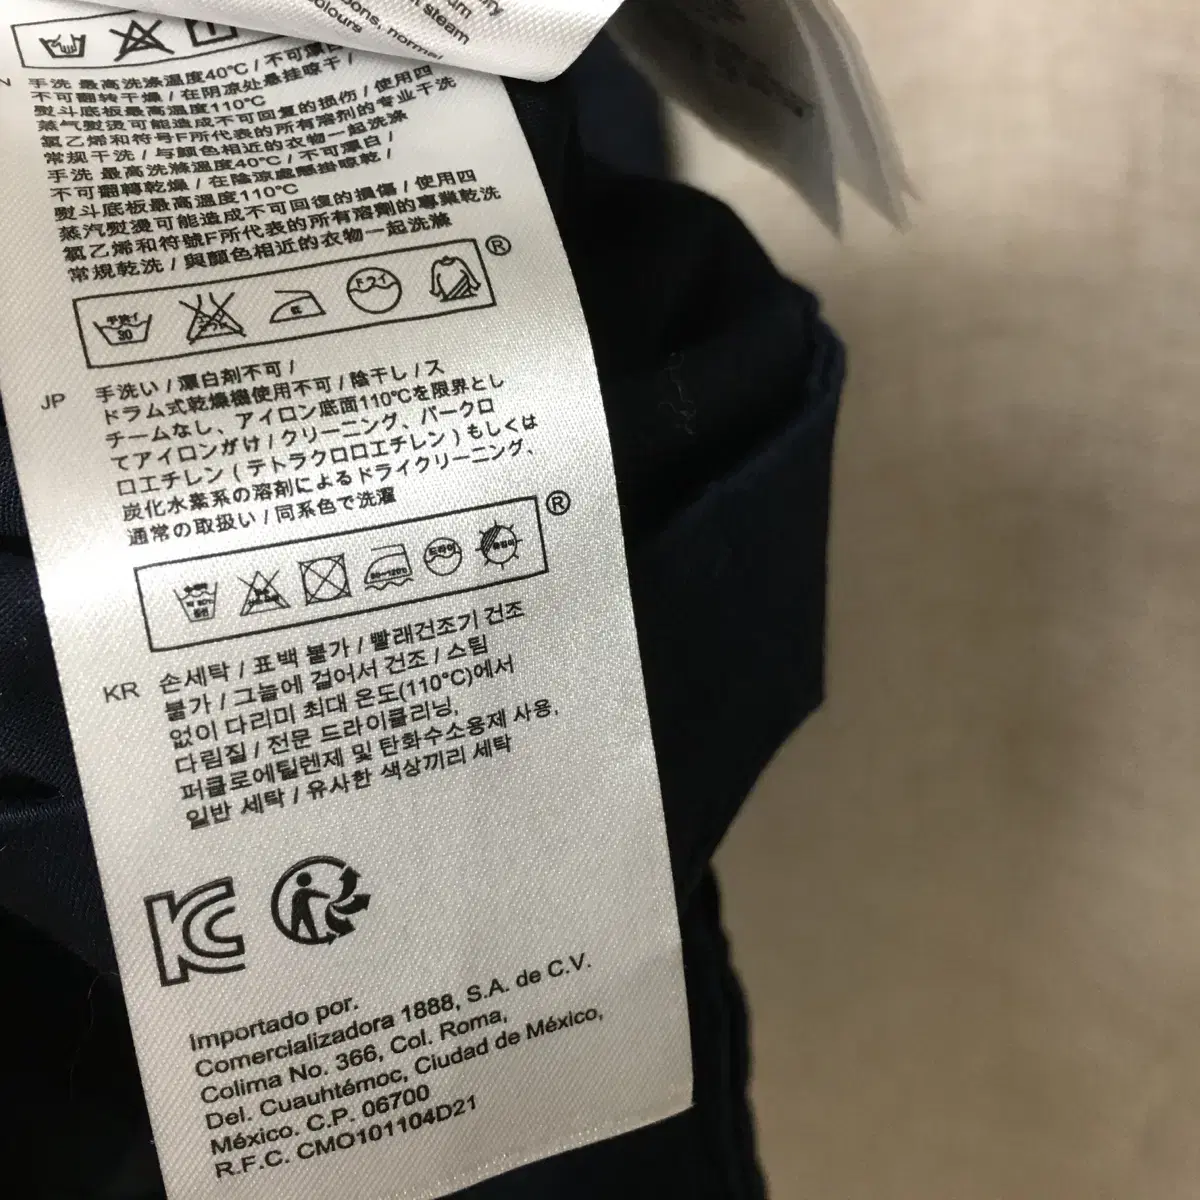 steam
colours
手洗 最高洗涤温度40°C / 不可漂白 /
不可翻转干燥 / 在阴凉处悬挂晾干 /
熨斗底板最高温度110°C
蒸气熨烫可能造成不可回复的损伤 / 使用四
氯乙烯和符号F所代表的所有溶剂的专业干洗
常规干洗 / 与颜色相近的衣物一起洗涤
手洗 最高洗滌溫度40°C / 不可漂白 /
不可翻轉乾燥 / 在陰涼處懸掛晾乾 /
熨斗底板最高溫度110°C
蒸汽熨燙可能造成不可回復的損傷 / 使用四
氯乙烯和符號F所代表的所有溶劑的專業乾洗
常規乾洗 / 與顏色相近的衣物一起洗滌
®
手洗イ
30
ドライ
JP 手洗い / 漂白剤不可 /
ドラム式乾燥機使用不可 / 陰干し / ス
チームなし、アイロン底面110°Cを限界とし
てアイロンがけ / クリーニング、パークロ
ロエチレン ( テトラクロロエチレン ) もしくは
炭化水素系の溶剤によるドライクリーニング、
通常の取扱い / 同系色で洗濯
®
드라이
KR 손세탁 / 표백 불가 / 빨래건조기 건조
불가 / 그늘에 걸어서 건조 / 스팀
없이 다리미 최대 온도(110°C)에서
다림질 / 전문 드라이클리닝,
퍼클로에틸렌제 및 탄화수소용제 사용,
일반 세탁 / 유사한 색상끼리 세탁
KC
Importado por.
Comercializadora 1888, S.A. de C.V.
Colima No. 366, Col. Roma,
Del. Cuauhtémoc, Ciudad de México,
México. C.P. 06700
R.F.C. CMO101104D21